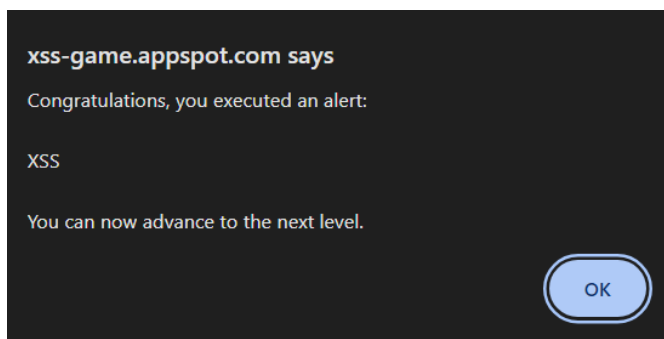 xss-game.appspot.com says
Congratulations, you executed an alert:
XSS
You can now advance to the next level.
OK